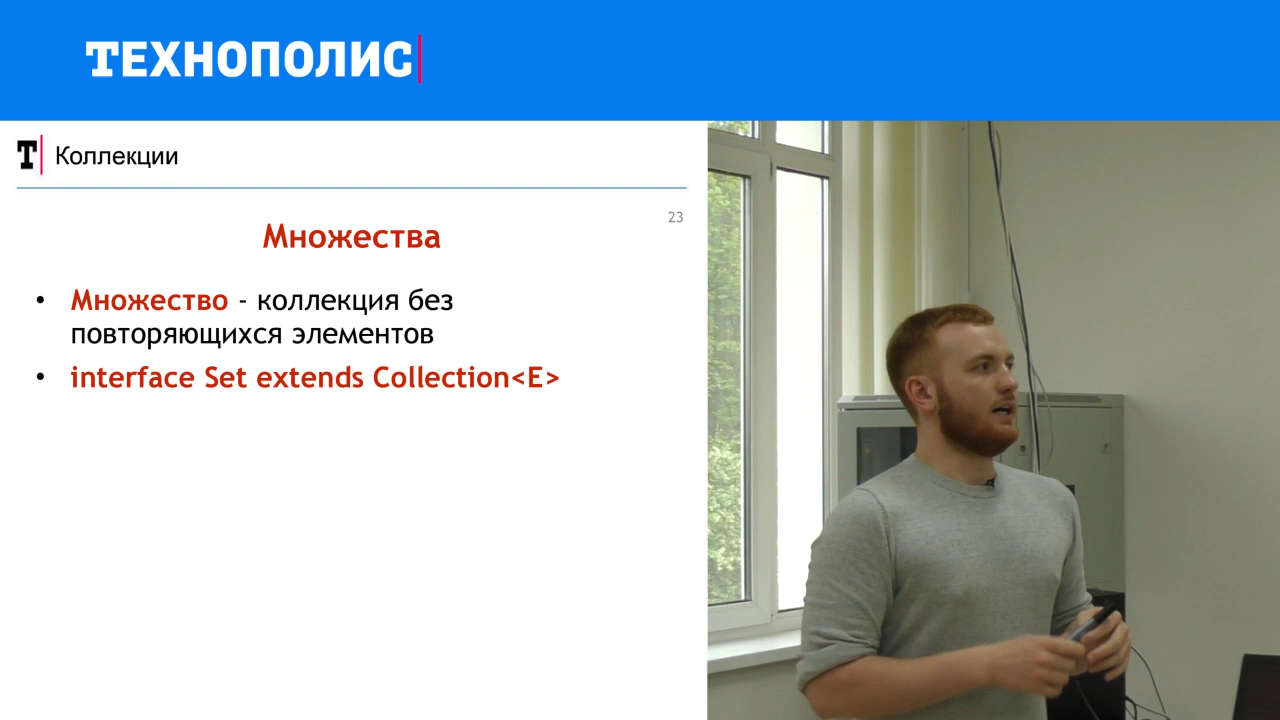 ТЕХНОПОЛИС
Т Коллекции
23
Множества
• Множество - коллекция без
повторяющихся элементов
• interface Set extends Collection<E>